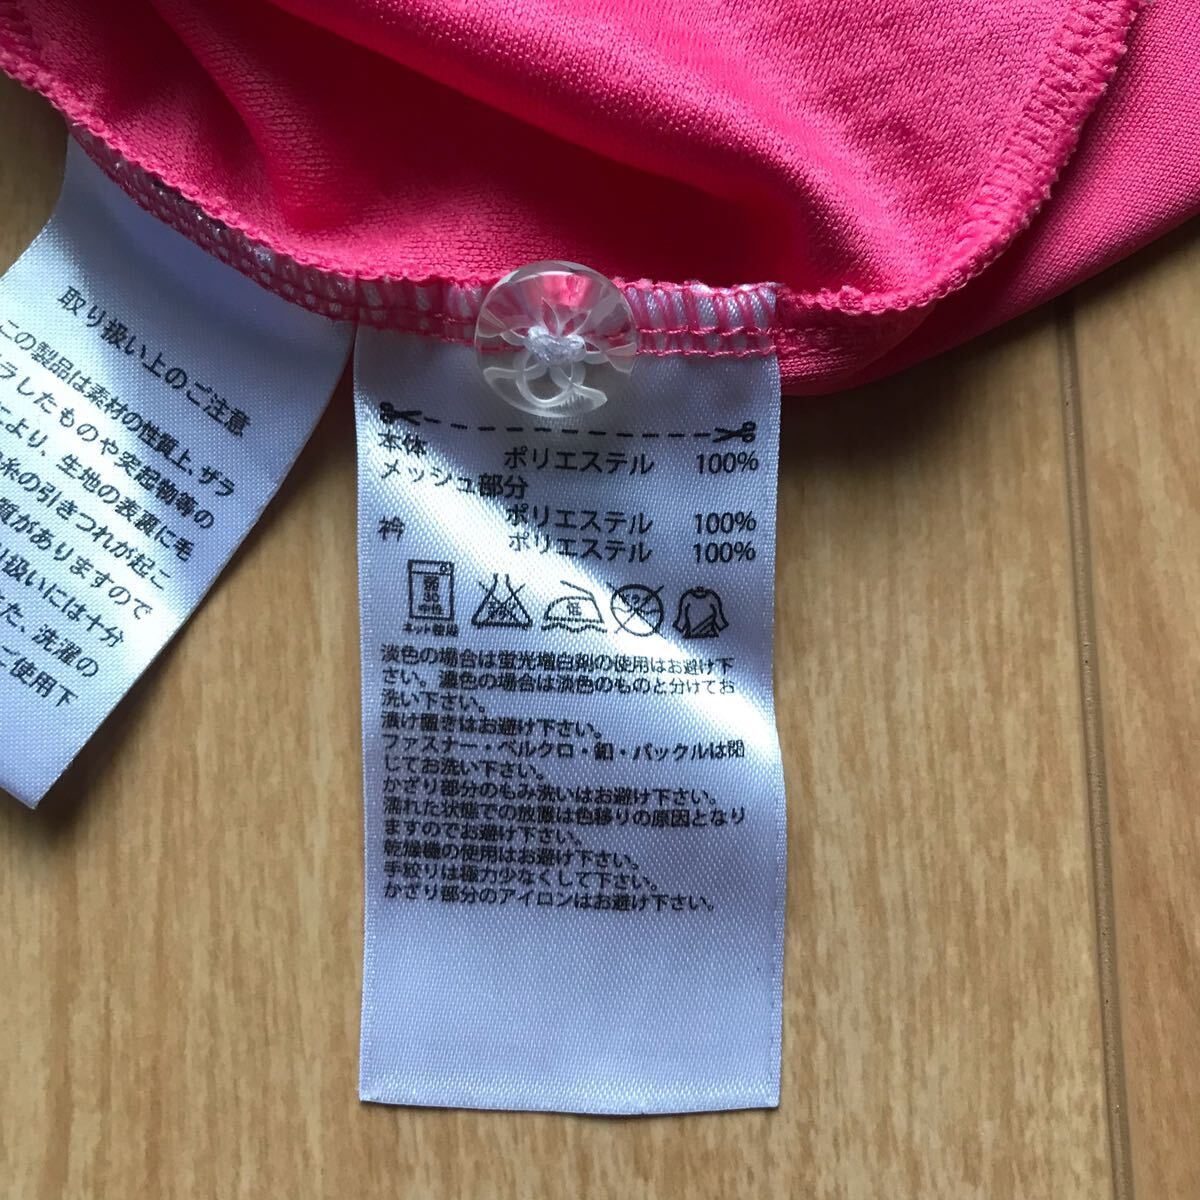 取り扱い上のご注意
この製品は素材の性質上、ザラ
ラしたものや突起物等の
により、生地の表裏に毛
糸の引きつれが起こ
質がありますので
扱いには十分
た、洗濯の
ご使用下
本体 ポリエステル 100%
メッシュ部分
ポリエステル 100%
衿 ポリエステル 100%
中性
ネット使用
低
淡色の場合は蛍光増白剤の使用はお避け下
さい。濃色の場合は淡色のものと分けてお
洗い下さい。
漬け置きはお避け下さい。
ファスナー・ベルクロ・釦・バックルは閉
じてお洗い下さい。
かざり部分のもみ洗いはお避け下さい。
濡れた状態での放置は色移りの原因となり
ますのでお避け下さい。
乾燥機の使用はお避け下さい。
手絞りは極力少なくして下さい。
かざり部分のアイロンはお避け下さい。